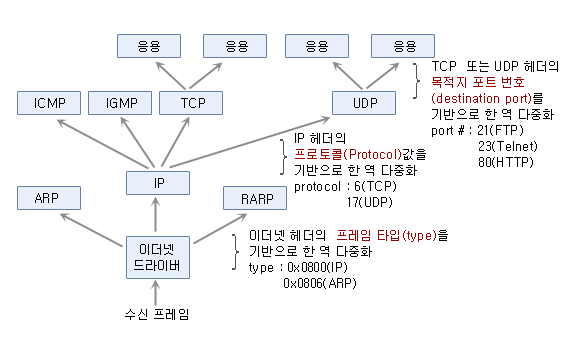 응용
응용
응용
응용
TCP 또는 UDP 헤더의
목적지 포트 번호
(destination port)를
기반으로 한 역 다중화
port # : 21(FTP)
23(Telnet)
80(HTTP)
ICMP
IGMP
TCP
UDP
IP 헤더의
프로토콜(Protocol)값을
기반으로 한 역 다중화
protocol : 6(TCP)
17(UDP)
IP
ARP
RARP
이더넷
드라이버
이더넷 헤더의 프레임 타입(type)을
기반으로 한 역 다중화
type : 0x0800(IP)
0x0806(ARP)
수신 프레임